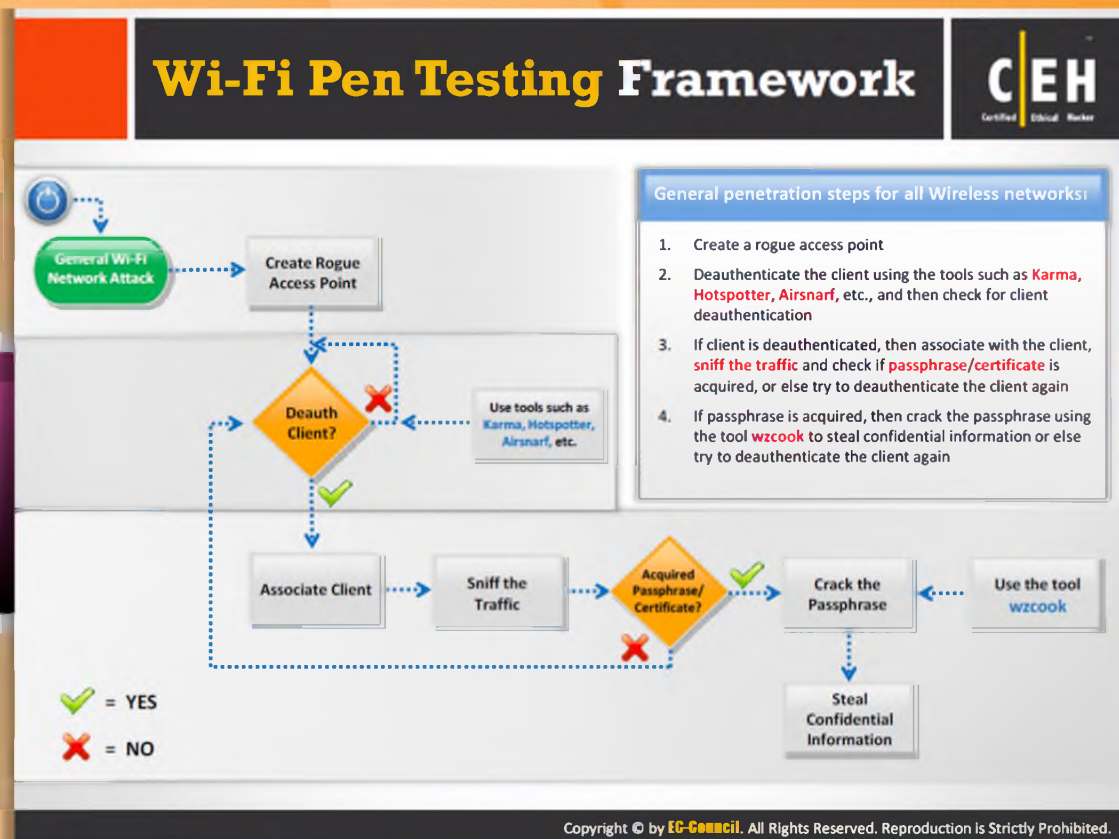 Wi-Fi Pen Testing Framework
CEH
Certified Ethical Hacker
General Wi-Fi
Network Attack
Create Rogue
Access Point
Deauth
Client?
Use tools such as
Karma, Hotspotter,
Airsnarf, etc.
General penetration steps for all Wireless networks:
1. Create a rogue access point
2. Deauthenticate the client using the tools such as Karma,
Hotspotter, Airsnarf, etc., and then check for client
deauthentication
3. If client is deauthenticated, then associate with the client,
sniff the traffic and check if passphrase/certificate is
acquired, or else try to deauthenticate the client again
4. If passphrase is acquired, then crack the passphrase using
the tool wzcook to steal confidential information or else
try to deauthenticate the client again
Associate Client
Sniff the
Traffic
Acquired
Passphrase/
Certificate?
Crack the
Passphrase
Use the tool
wzcook
Steal
Confidential
Information
= YES
= NO
Copyright © by EC-Council. All Rights Reserved. Reproduction is Strictly Prohibited.